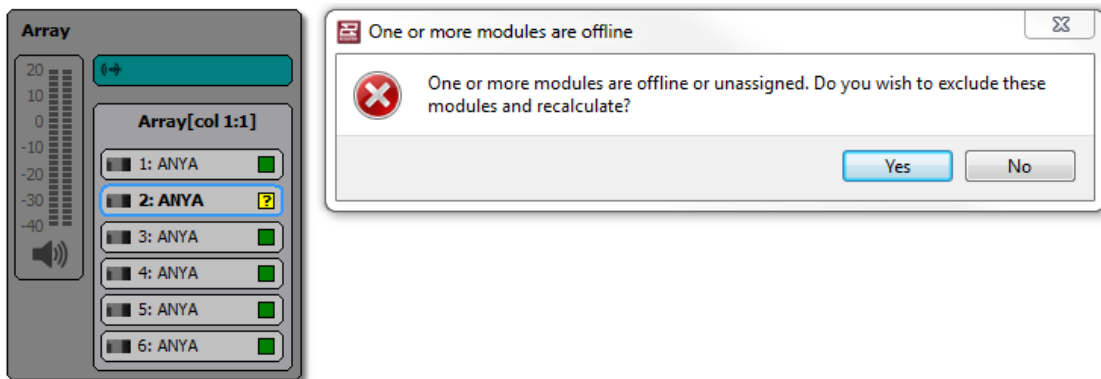 Array
20
10
0
-10
-20
-30
-40
Array[col 1:1]
1: ANYA
2: ANYA ?
3: ANYA
4: ANYA
5: ANYA
6: ANYA
One or more modules are offline
One or more modules are offline or unassigned. Do you wish to exclude these
modules and recalculate?
Yes No